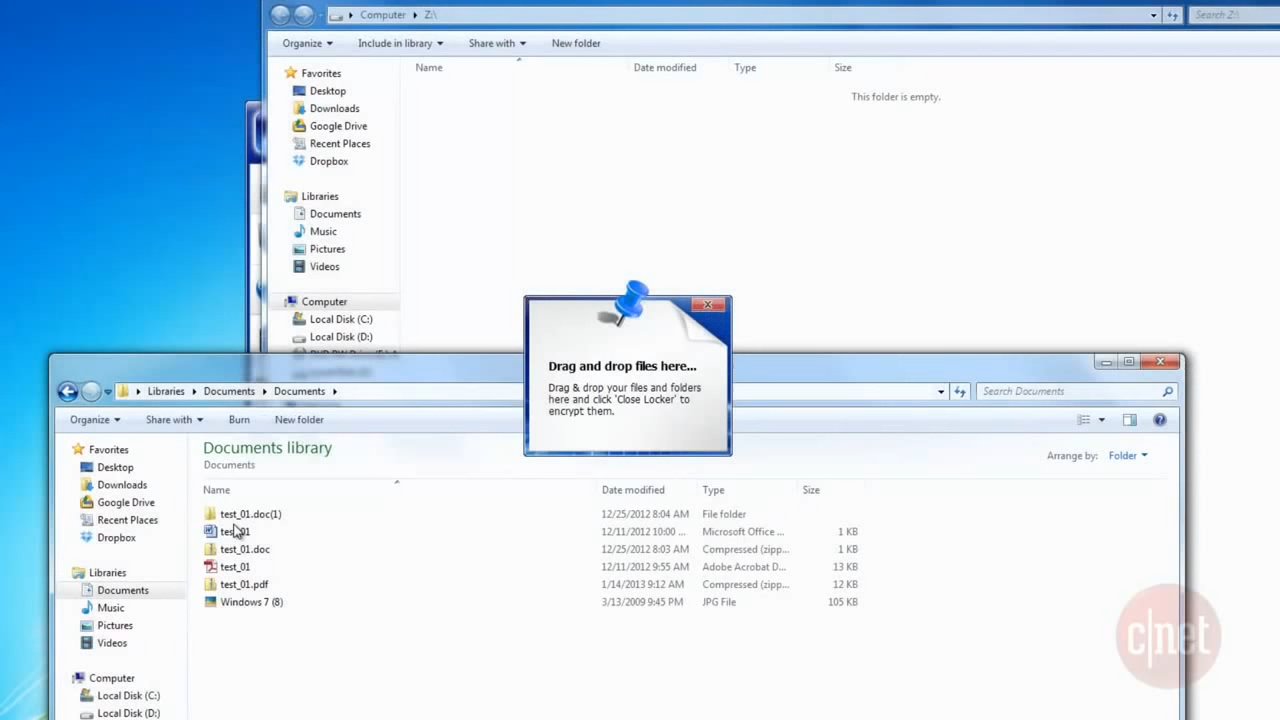 Computer Z:\ Search Z:\
Organize Include in library Share with New folder
Name Date modified Type Size
This folder is empty.
Favorites
Desktop
Downloads
Google Drive
Recent Places
Dropbox
Libraries
Documents
Music
Pictures
Videos
Computer
Local Disk (C:)
Local Disk (D:)
Drag and drop files here...
Drag & drop your files and folders
here and click 'Close Locker' to
encrypt them.
Libraries Documents Documents Search Documents
Organize Share with Burn New folder
Favorites
Desktop
Downloads
Google Drive
Recent Places
Dropbox
Libraries
Documents
Music
Pictures
Videos
Computer
Local Disk (C:)
Local Disk (D:)
Documents library
Documents
Arrange by: Folder
Name Date modified Type Size
test_01.doc(1) 12/25/2012 8:04 AM File folder
test_01 12/11/2012 10:00 ... Microsoft Office ... 1 KB
test_01.doc 12/25/2012 8:03 AM Compressed (zipp... 1 KB
test_01 12/11/2012 9:55 AM Adobe Acrobat D... 13 KB
test_01.pdf 1/14/2013 9:12 AM Compressed (zipp... 12 KB
Windows 7 (8) 3/13/2009 9:45 PM JPG File 105 KB
c|net